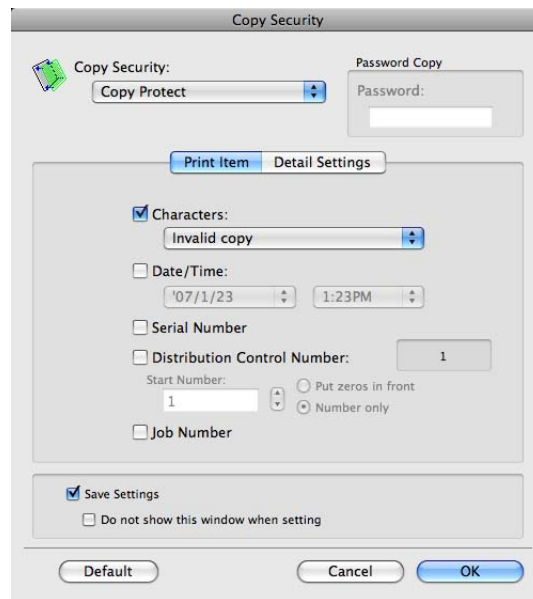 Copy Security
Copy Security:
Copy Protect
Password Copy
Password:
Print Item
Detail Settings
Characters:
Invalid copy
Date/Time:
'07/1/23
1:23PM
Serial Number
Distribution Control Number:
1
Start Number:
1
Put zeros in front
Number only
Job Number
Save Settings
Do not show this window when setting
Default
Cancel
OK